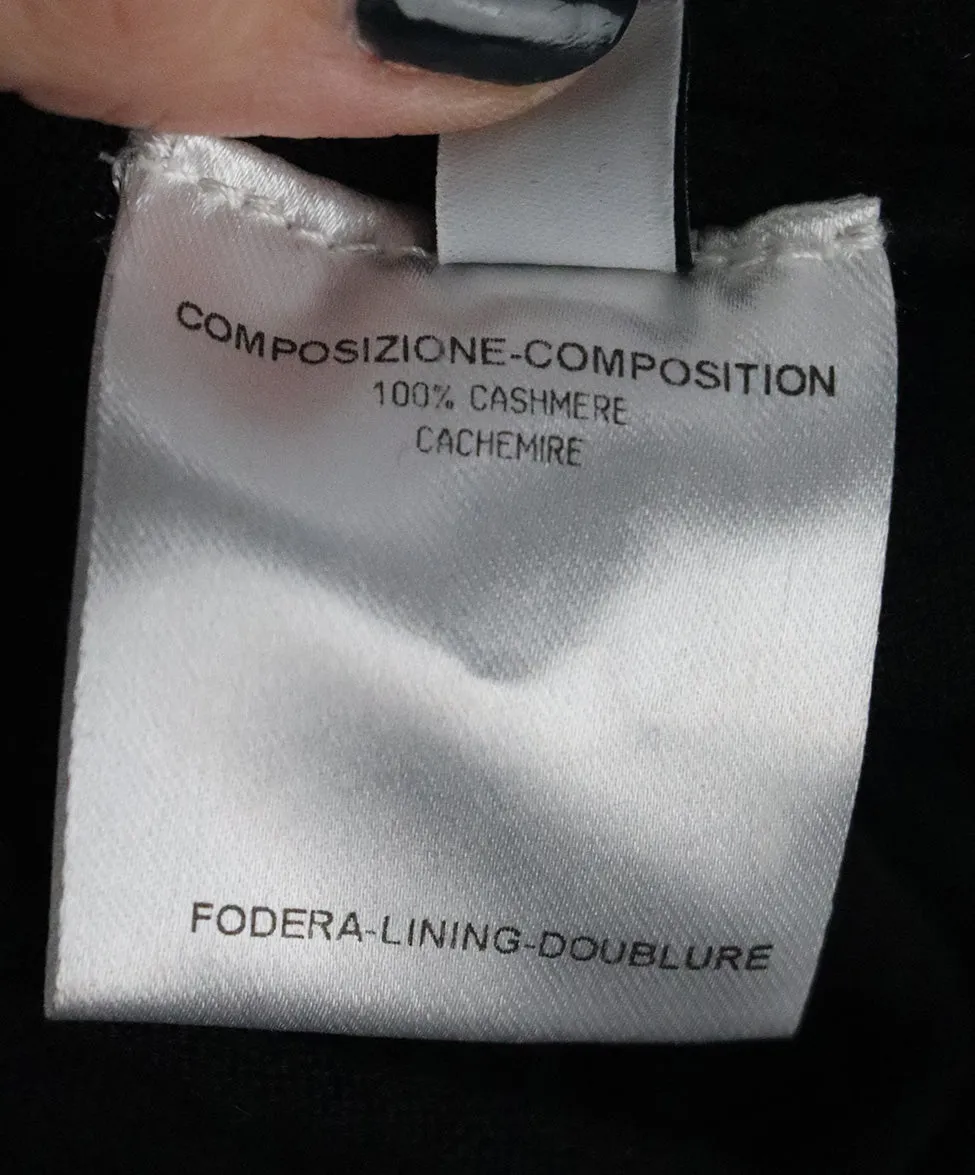 COMPOSIZIONE-COMPOSITION
100% CASHMERE
CACHEMIRE
FODERA-LINING-DOUBLURE